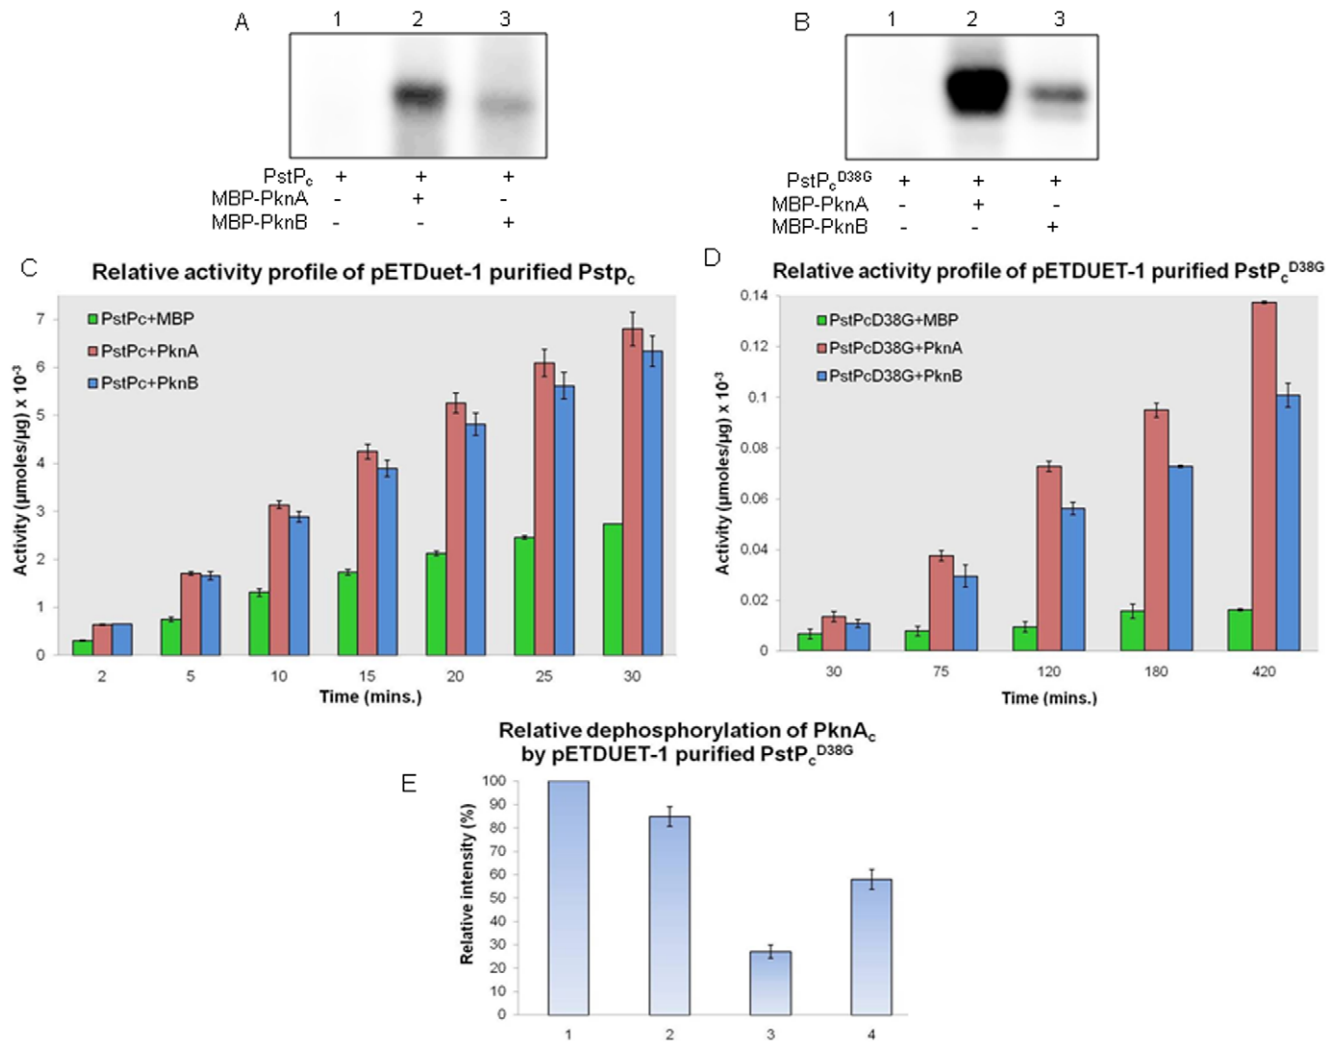 A 1 2 3
PstPc + + +
MBP-PknA - + -
MBP-PknB - - +
B 1 2 3
PstPcD38G + + +
MBP-PknA - + -
MBP-PknB - - +
C Relative activity profile of pETDuet-1 purified Pstpc
PstPc+MBP
PstPc+PknA
PstPc+PknB
Activity (µmoles/µg) x 10-3
7
6
5
4
3
2
1
0
2 5 10 15 20 25 30
Time (mins.)
D Relative activity profile of pETDUET-1 purified PstPcD38G
PstPcD38G+MBP
PstPcD38G+PknA
PstPcD38G+PknB
Activity (µmoles/µg) x 10-3
0.14
0.12
0.1
0.08
0.06
0.04
0.02
0
30 75 120 180 420
Time (mins.)
E Relative dephosphorylation of PknAc
by pETDUET-1 purified PstPcD38G
Relative intensity (%)
100
90
80
70
60
50
40
30
20
10
0
1 2 3 4